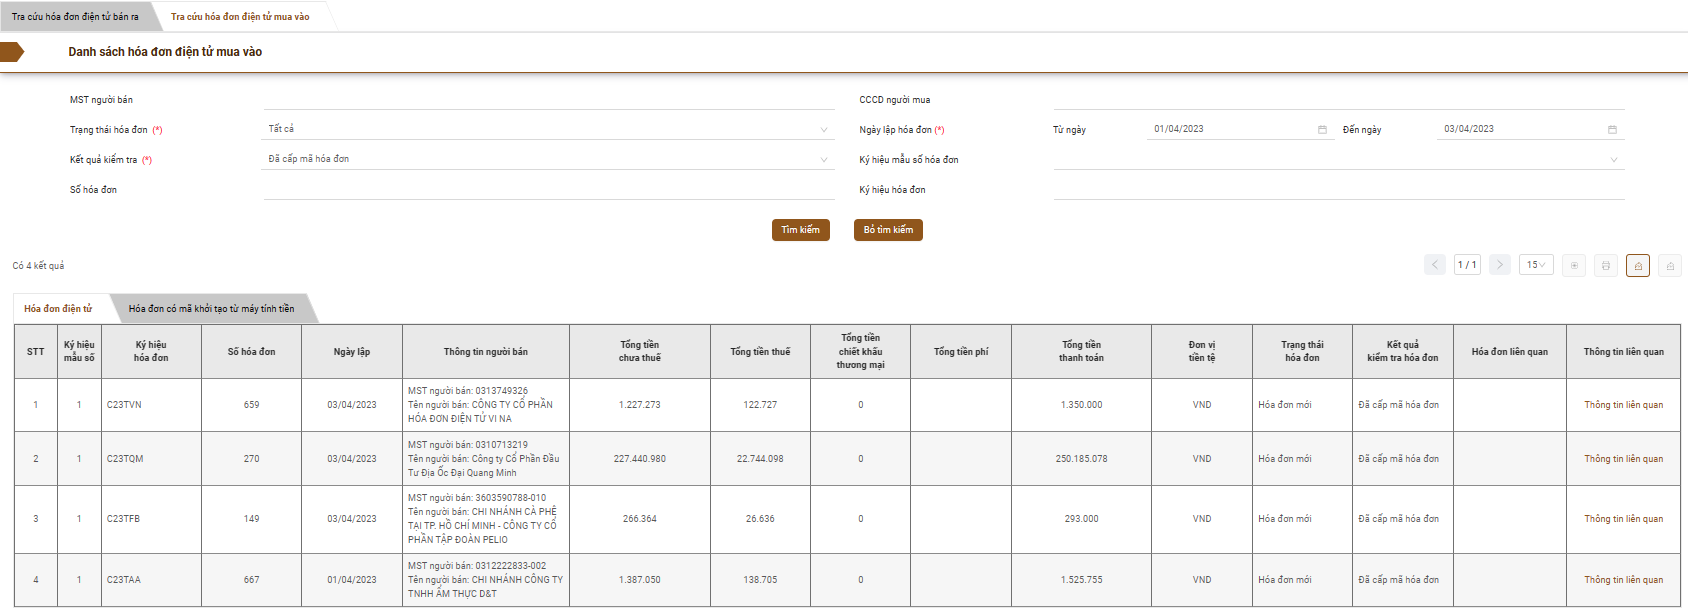 Tra cứu hóa đơn điện tử bán ra
Tra cứu hóa đơn điện tử mua vào
Danh sách hóa đơn điện tử mua vào
MST người bán
CCCD người mua
Trạng thái hóa đơn (*)
Tất cả
Ngày lập hóa đơn (*)
Từ ngày
01/04/2023
Đến ngày
03/04/2023
Kết quả kiểm tra (*)
Đã cấp mã hóa đơn
Ký hiệu mẫu số hóa đơn
Số hóa đơn
Ký hiệu hóa đơn
Tìm kiếm
Bỏ tìm kiếm
Có 4 kết quả
1 / 1
15
Hóa đơn điện tử
Hóa đơn có mã khởi tạo từ máy tính tiền
STT
Ký hiệu
mẫu số
Ký hiệu
hóa đơn
Số hóa đơn
Ngày lập
Thông tin người bán
Tổng tiền
chưa thuế
Tổng tiền thuế
Tổng tiền
chiết khấu
thương mại
Tổng tiền phí
Tổng tiền
thanh toán
Đơn vị
tiền tệ
Trạng thái
hóa đơn
Kết quả
kiểm tra hóa đơn
Hóa đơn liên quan
Thông tin liên quan
1
1
C23TVN
659
03/04/2023
MST người bán: 0313749326
Tên người bán: CÔNG TY CỔ PHẦN
HÓA ĐƠN ĐIỆN TỬ VI NA
1.227.273
122.727
0
1.350.000
VND
Hóa đơn mới
Đã cấp mã hóa đơn
Thông tin liên quan
2
1
C23TQM
270
03/04/2023
MST người bán: 0310713219
Tên người bán: Công ty Cổ Phần Đầu
Tư Địa Ốc Đại Quang Minh
227.440.980
22.744.098
0
250.185.078
VND
Hóa đơn mới
Đã cấp mã hóa đơn
Thông tin liên quan
3
1
C23TFB
149
03/04/2023
MST người bán: 3603590788-010
Tên người bán: CHI NHÁNH CÀ PHÊ
TẠI TP. HỒ CHÍ MINH - CÔNG TY CỔ
PHẦN TẬP ĐOÀN PELIO
266.364
26.636
0
293.000
VND
Hóa đơn mới
Đã cấp mã hóa đơn
Thông tin liên quan
4
1
C23TAA
667
01/04/2023
MST người bán: 0312222833-002
Tên người bán: CHI NHÁNH CÔNG TY
TNHH ẨM THỰC D&T
1.387.050
138.705
0
1.525.755
VND
Hóa đơn mới
Đã cấp mã hóa đơn
Thông tin liên quan